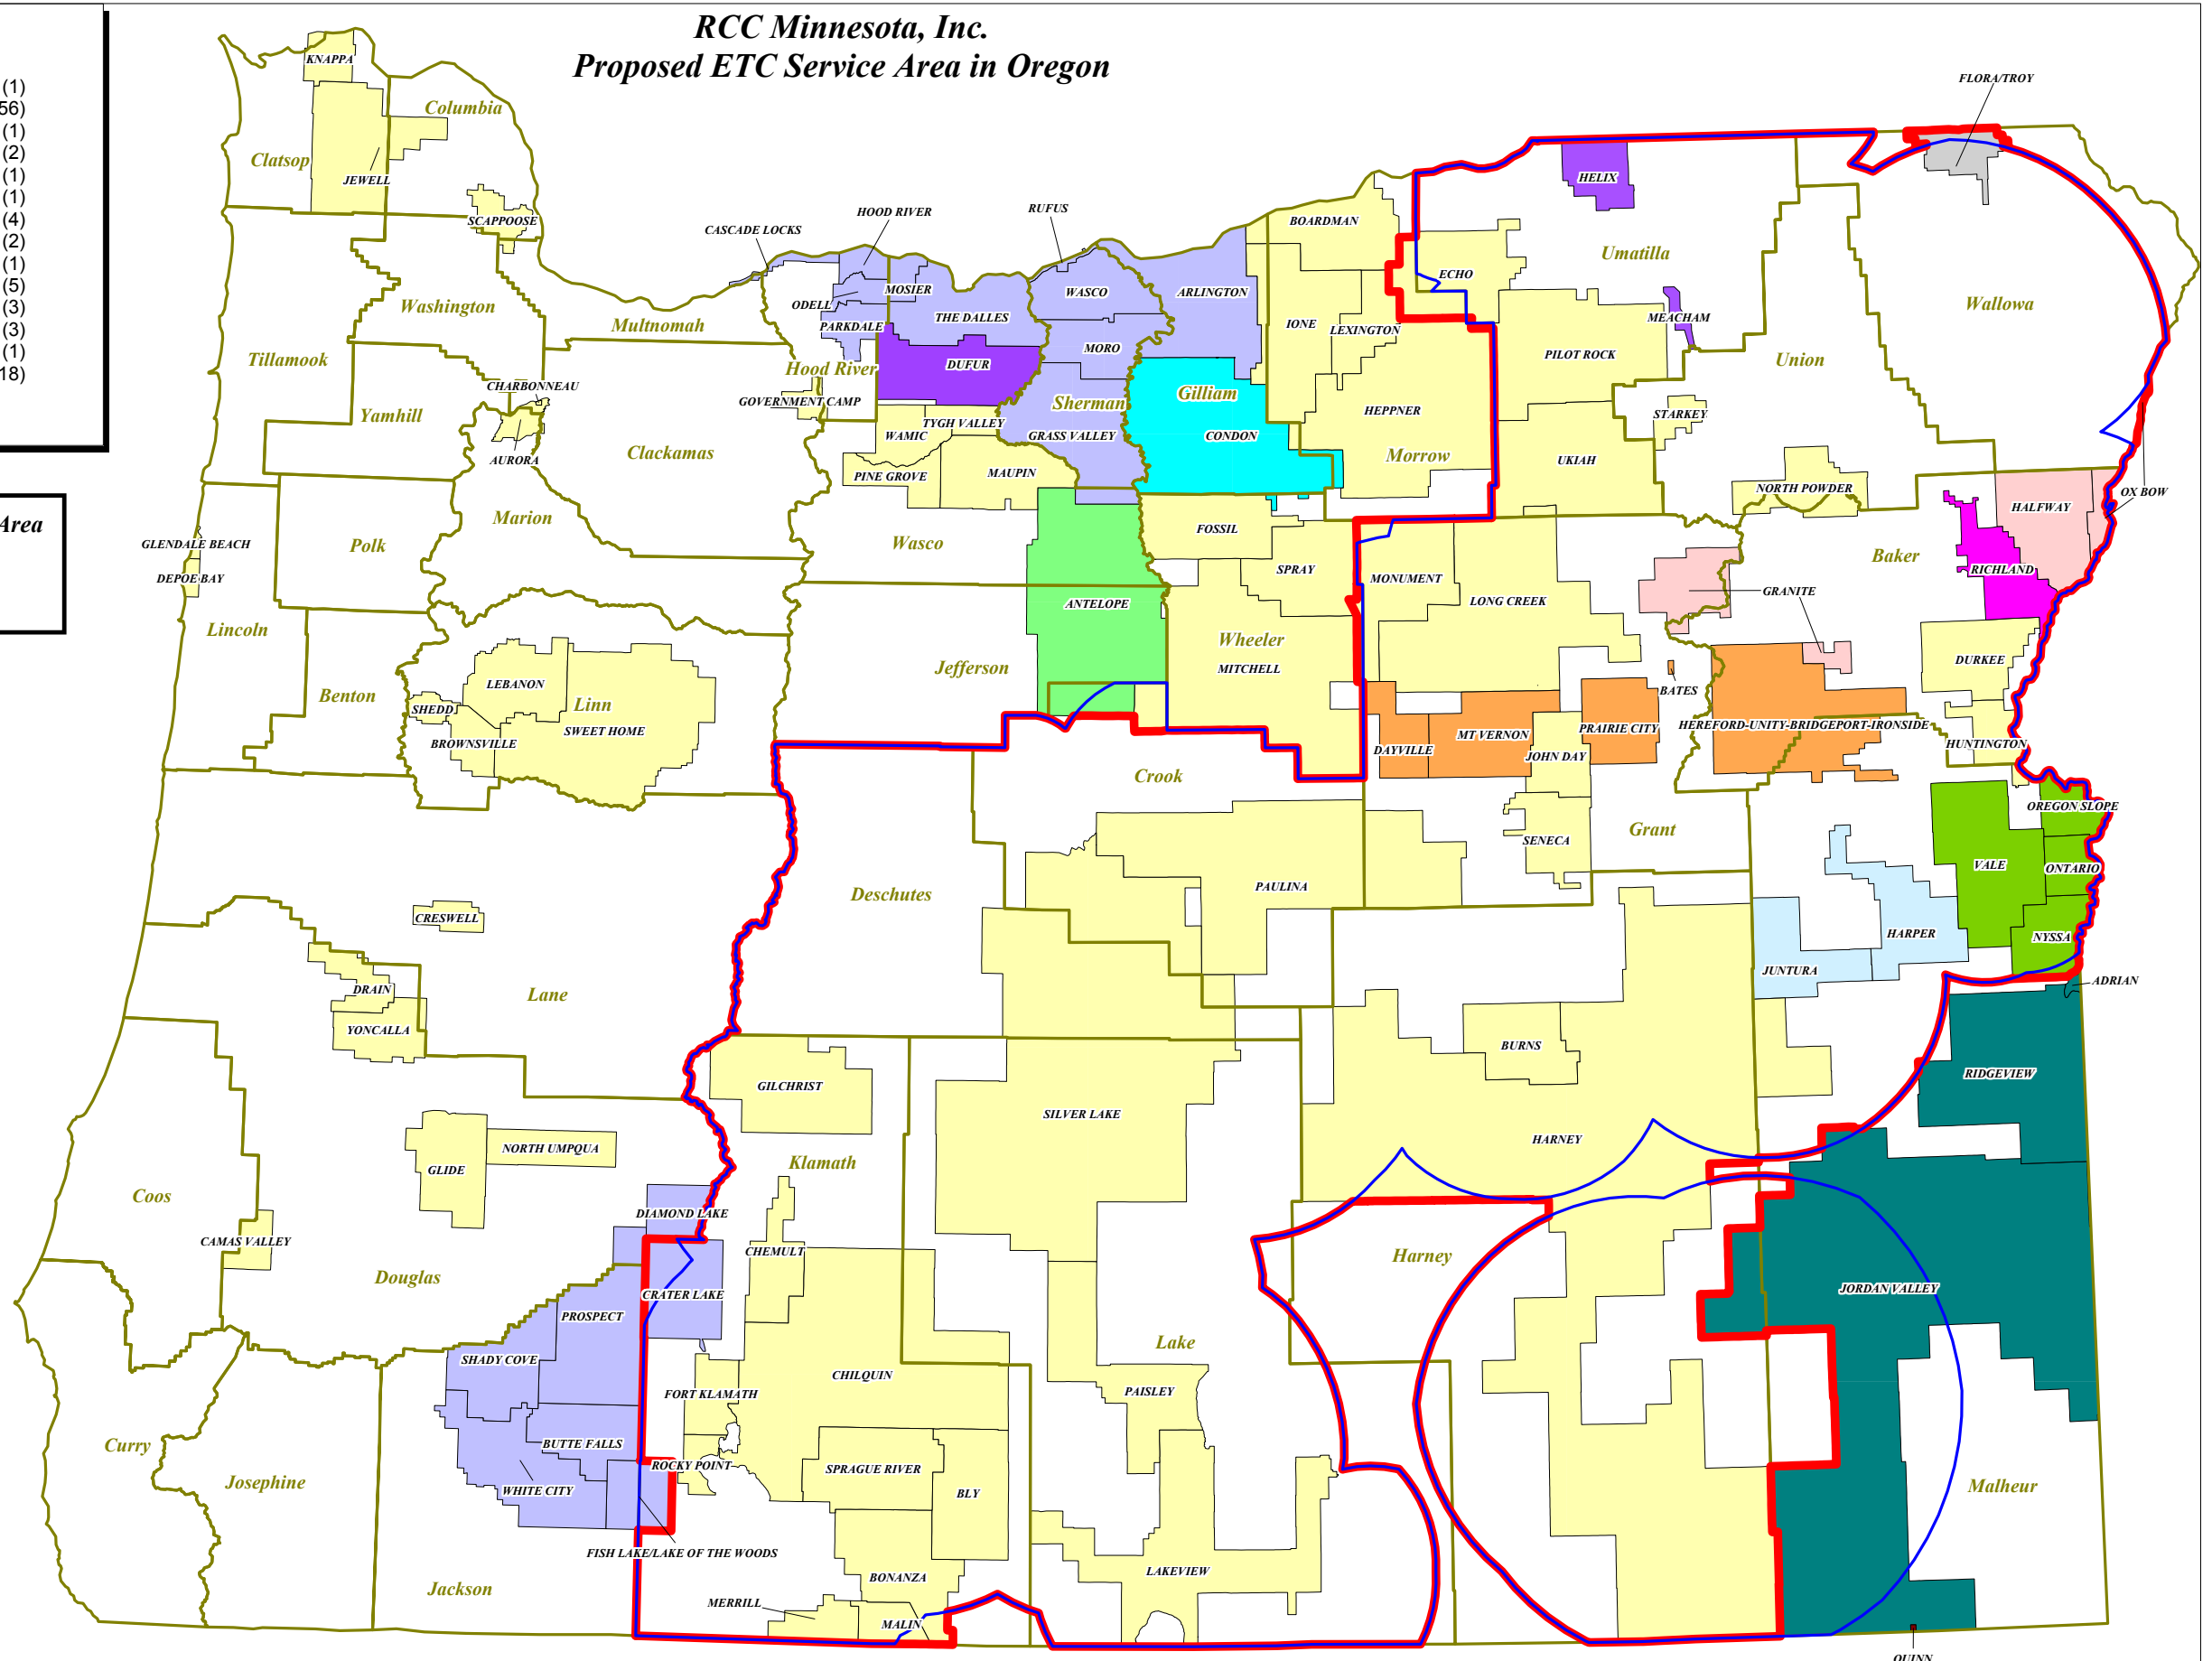 RCC Minnesota, Inc.
Proposed ETC Service Area in Oregon
(1)
56)
(1)
(2)
(1)
(1)
(4)
(2)
(1)
(5)
(3)
(3)
(1)
18)
Area
KNAPPA
Columbia
Clatsop
JEWELL
SCAPPOOSE
FLORA/TROY
HELIX
HOOD RIVER
RUFUS
CASCADE LOCKS
BOARDMAN
Umatilla
ECHO
Wallowa
Washington
Multnomah
ODELL
MOSIER
WASCO
ARLINGTON
PARKDALE
THE DALLES
IONE
LEXINGTON
MEACHAM
Tillamook
MORO
PILOT ROCK
Union
Hood River
DUFUR
CHARBONNEAU
GOVERNMENT CAMP
Sherman
Gilliam
Yamhill
WAMIC
TYGH VALLEY
GRASS VALLEY
CONDON
HEPPNER
STARKEY
AURORA
Clackamas
PINE GROVE
MAUPIN
Morrow
UKIAH
NORTH POWDER
OX BOW
Marion
HALFWAY
GLENDALE BEACH
Polk
Wasco
FOSSIL
Baker
DEPOE BAY
SPRAY
MONUMENT
RICHLAND
ANTELOPE
LONG CREEK
GRANITE
Lincoln
Wheeler
Jefferson
MITCHELL
DURKEE
Benton
LEBANON
BATES
SHEDD
Linn
SWEET HOME
PRAIRIE CITY
HEREFORD-UNITY-BRIDGEPORT-IRONSIDE
BROWNSVILLE
DAYVILLE
MT VERNON
JOHN DAY
HUNTINGTON
Crook
OREGON SLOPE
Grant
SENECA
VALE
ONTARIO
Deschutes
PAULINA
CRESWELL
HARPER
NYSSA
JUNTURA
DRAIN
Lane
ADRIAN
YONCALLA
BURNS
RIDGEVIEW
GILCHRIST
SILVER LAKE
HARNEY
NORTH UMPQUA
GLIDE
Klamath
Coos
DIAMOND LAKE
CAMAS VALLEY
CHEMULT
Harney
Douglas
CRATER LAKE
JORDAN VALLEY
PROSPECT
Lake
SHADY COVE
CHILQUIN
FORT KLAMATH
PAISLEY
Curry
BUTTE FALLS
ROCKY POINT
SPRAGUE RIVER
Josephine
WHITE CITY
BLY
Malheur
FISH LAKE/LAKE OF THE WOODS
LAKEVIEW
BONANZA
Jackson
MERRILL
MALIN
QUINN